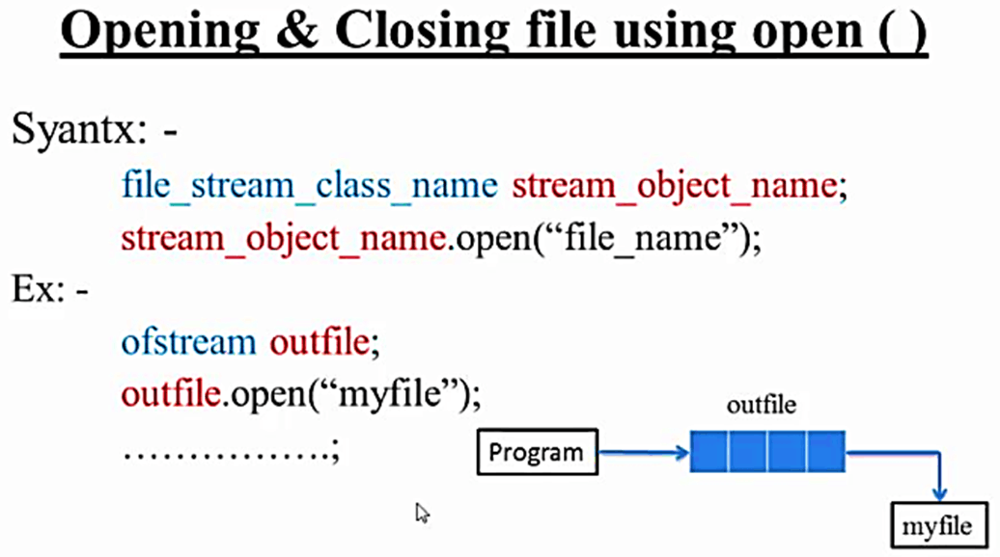 Opening & Closing file using open ( )
Syantx: -
file_stream_class_name stream_object_name;
stream_object_name.open(“file_name”);
Ex: -
ofstream outfile;
outfile.open(“myfile”);
................;
outfile
Program
myfile